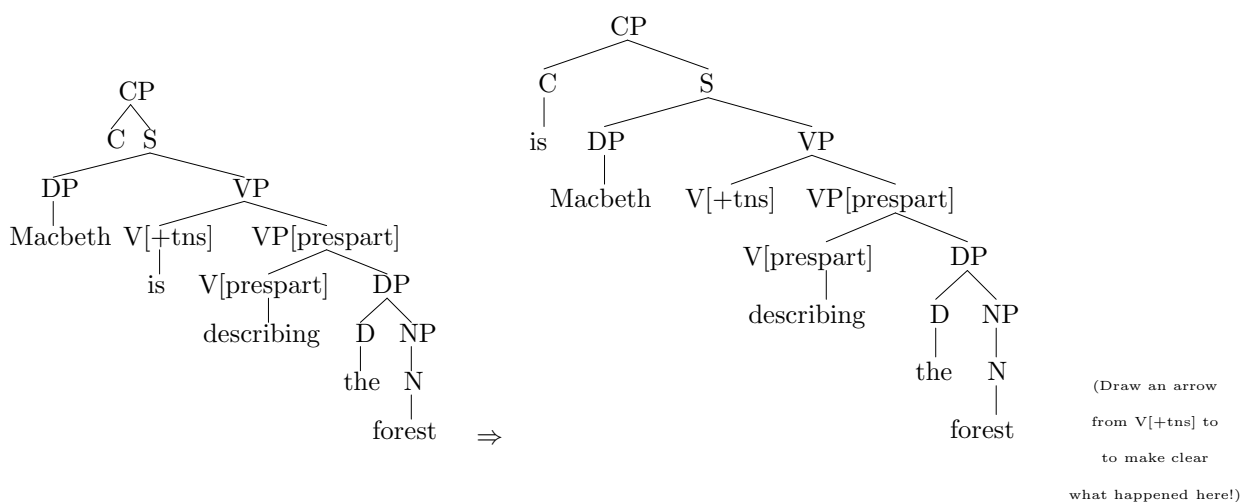 CP
C S
DP VP
Macbeth V[+tns] VP[prespart]
is V[prespart] DP
describing D NP
the N
forest
⇒
CP
C S
is DP VP
Macbeth V[+tns] VP[prespart]
V[prespart] DP
describing D NP
the N
forest
(Draw an arrow
from V[+tns] to
to make clear
what happened here!)